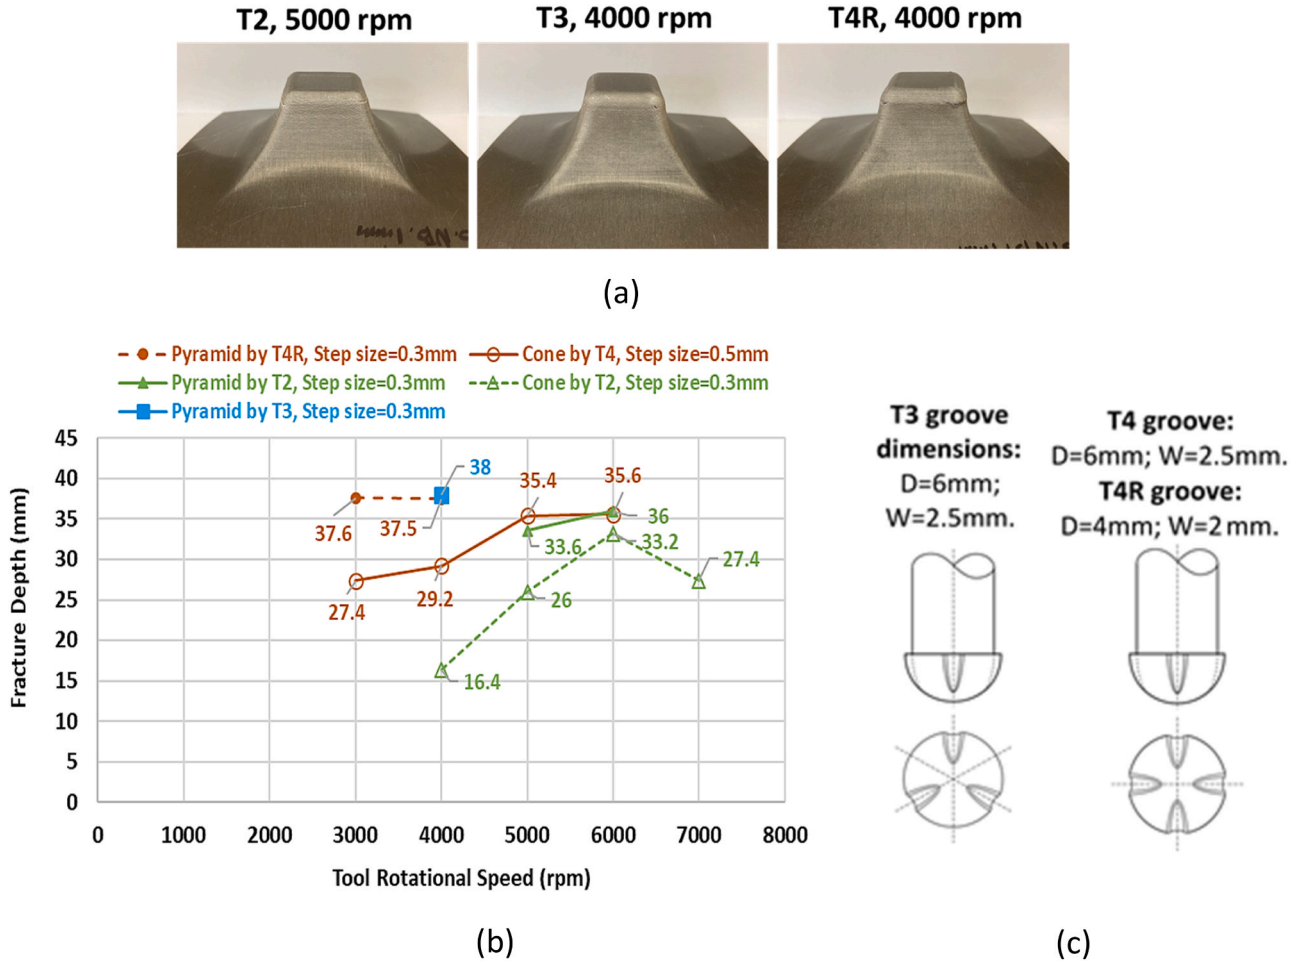 T2, 5000 rpm
T3, 4000 rpm
T4R, 4000 rpm
(a)
Pyramid by T4R, Step size=0.3mm
Cone by T4, Step size=0.5mm
Pyramid by T2, Step size=0.3mm
Cone by T2, Step size=0.3mm
Pyramid by T3, Step size=0.3mm
Fracture Depth (mm)
45
40
35
30
25
20
15
10
5
0
38
37.6
37.5
35.4
35.6
36
33.6
33.2
27.4
29.2
26
27.4
16.4
0
1000
2000
3000
4000
5000
6000
7000
8000
Tool Rotational Speed (rpm)
(b)
T3 groove
dimensions:
D=6mm;
W=2.5mm.
T4 groove:
D=6mm; W=2.5mm.
T4R groove:
D=4mm; W=2 mm.
(c)